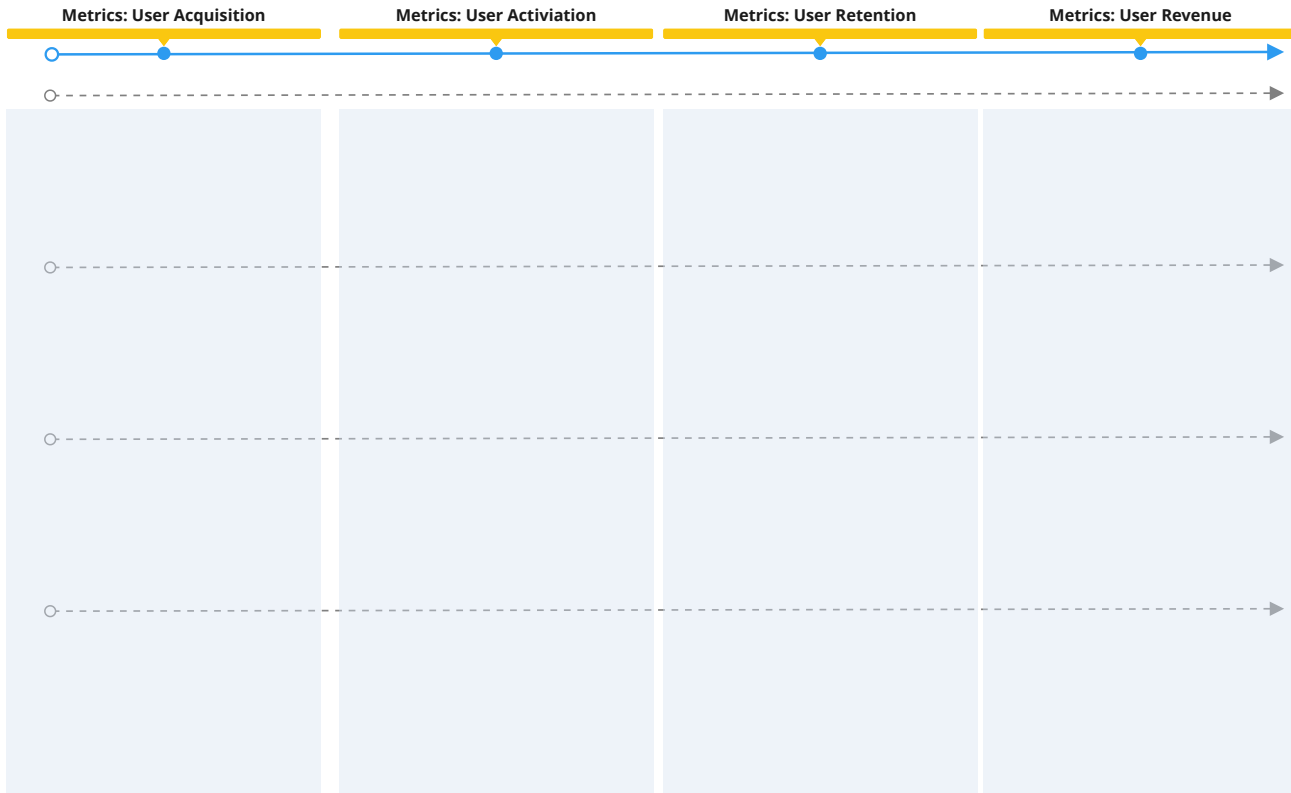 Metrics: User Acquisition
Metrics: User Activiation
Metrics: User Retention
Metrics: User Revenue